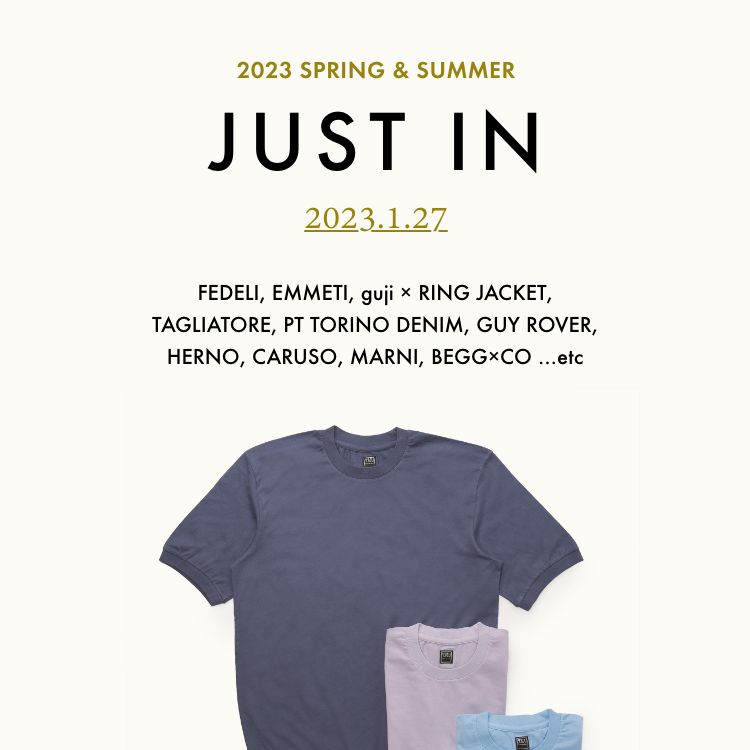 2023 SPRING & SUMMER
JUST IN
2023.1.27
FEDELI, EMMETI, guji × RING JACKET,
TAGLIATORE, PT TORINO DENIM, GUY ROVER,
HERNO, CARUSO, MARNI, BEGG×CO ...etc